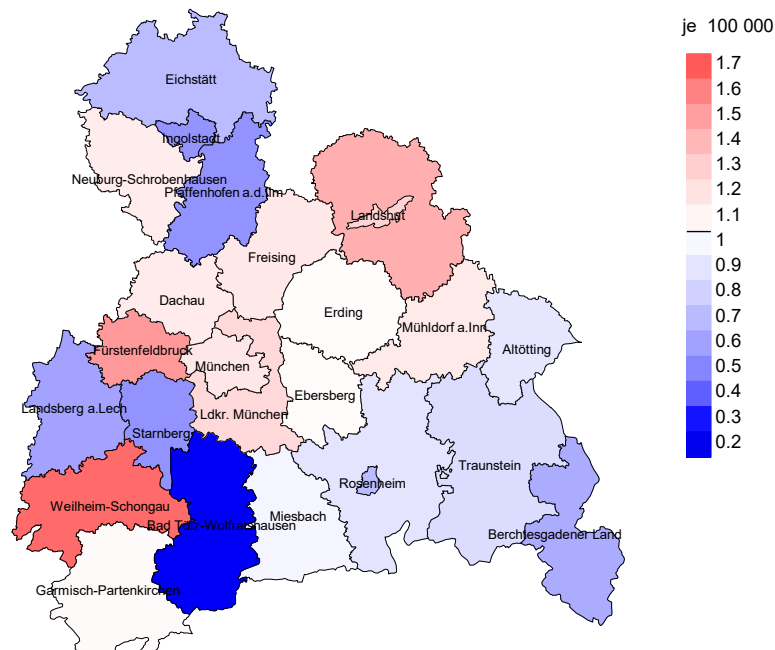 je 100 000
1.7
1.6
1.5
1.4
1.3
1.2
1.1
1
0.9
0.8
0.7
0.6
0.5
0.4
0.3
0.2
Eichstätt
Ingolstadt
Neuburg-Schrobenhausen
Pfaffenhofen a.d.Ilm
Landshut
Freising
Dachau
Erding
Mühldorf a.Inn
Altötting
Fürstenfeldbruck
München
Ebersberg
Landsberg a.Lech
Ldkr. München
Starnberg
Traunstein
Rosenheim
Weilheim-Schongau
Miesbach
Bad Tölz-Wolfratshausen
Berchtesgadener Land
Garmisch-Partenkirchen